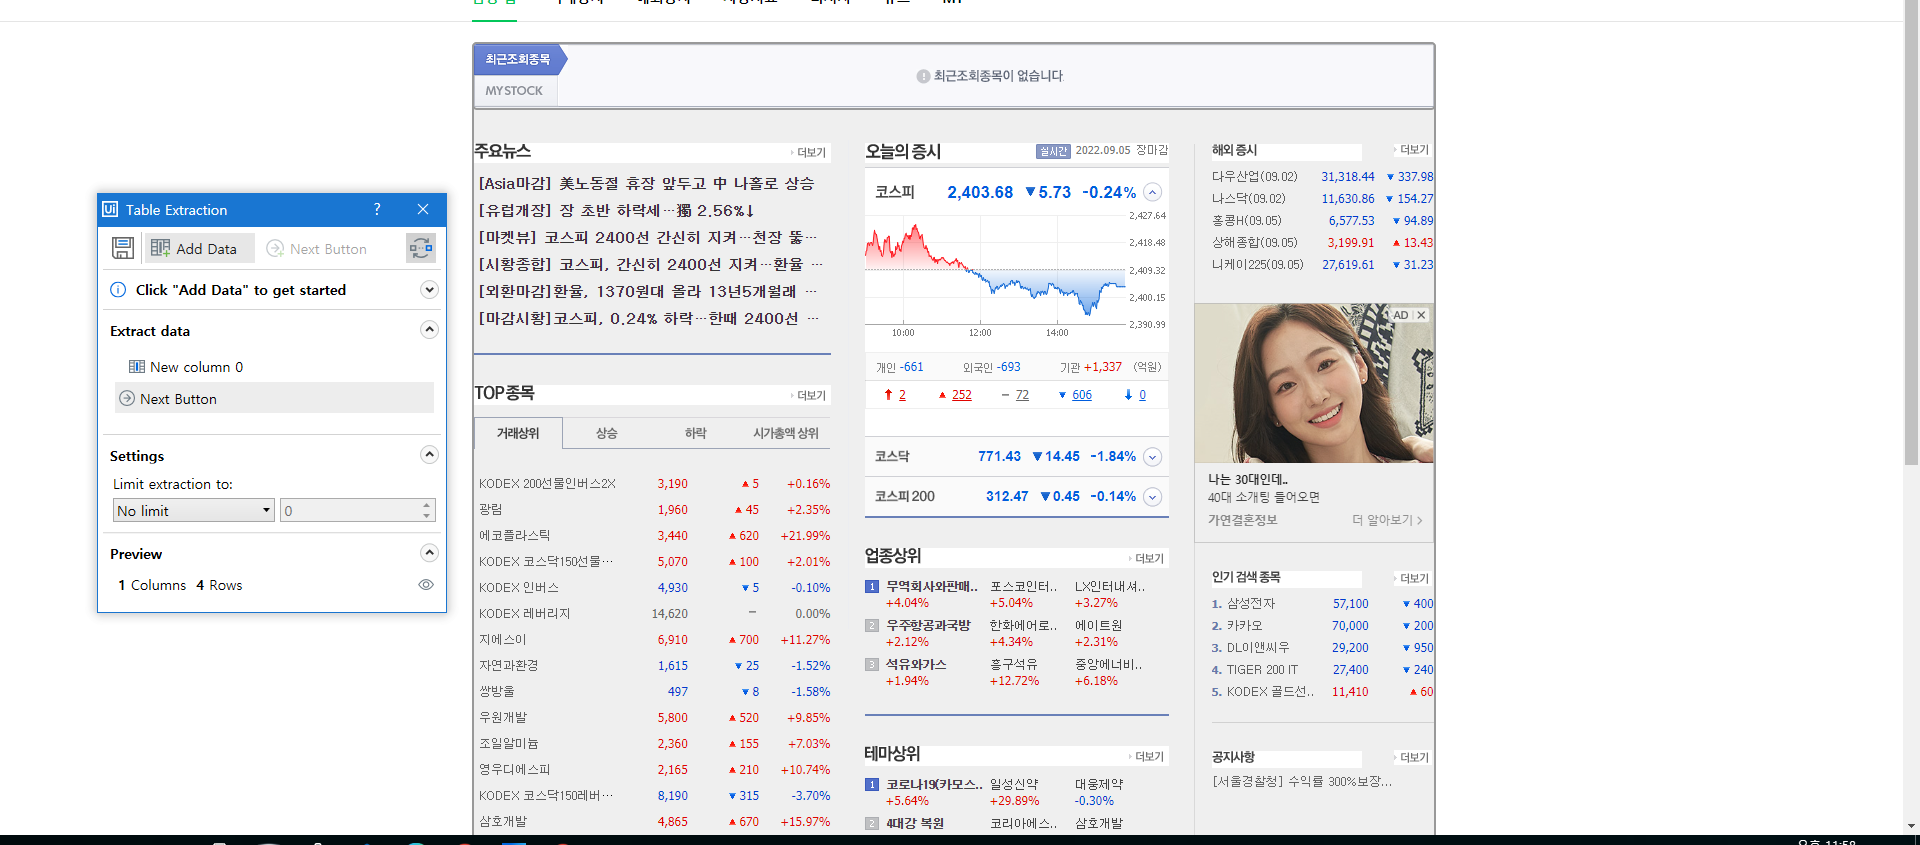 최근조회종목
MYSTOCK
최근조회종목이 없습니다
Table Extraction
?
Add Data
Next Button
Click "Add Data" to get started
Extract data
New column 0
Next Button
Settings
Limit extraction to:
No limit
0
Preview
1 Columns 4 Rows
주요뉴스
더보기
[Asia마감] 美노동절 휴장 앞두고 中 나홀로 상승
[유럽개장] 장 초반 하락세…獨 2.56%↓
[마켓뷰] 코스피 2400선 간신히 지켜…천장 뚫…
[시황종합] 코스피, 간신히 2400선 지켜…환율 …
[외환마감]환율, 1370원대 올라 13년5개월래 …
[마감시황]코스피, 0.24% 하락…한때 2400선 …
TOP 종목
더보기
거래상위 상승 하락 시가총액 상위
KODEX 200선물인버스2X 3,190 ▲ 5 +0.16%
광림 1,960 ▲ 45 +2.35%
에코플라스틱 3,440 ▲ 620 +21.99%
KODEX 코스닥150선물… 5,070 ▲ 100 +2.01%
KODEX 인버스 4,930 ▼ 5 -0.10%
KODEX 레버리지 14,620 – 0.00%
지에스이 6,910 ▲ 700 +11.27%
자연과환경 1,615 ▼ 25 -1.52%
쌍방울 497 ▼ 8 -1.58%
우원개발 5,800 ▲ 520 +9.85%
조일알미늄 2,360 ▲ 155 +7.03%
영우디에스피 2,165 ▲ 210 +10.74%
KODEX 코스닥150레버… 8,190 ▼ 315 -3.70%
삼호개발 4,865 ▲ 670 +15.97%
오늘의 증시
실시간 2022.09.05 장마감
코스피 2,403.68 ▼5.73 -0.24%
2,427.64
2,418.48
2,409.32
2,400.15
2,390.99
10:00 12:00 14:00
개인 -661 외국인 -693 기관 +1,337 (억원)
↑ 2 ▲ 252 – 72 ▼ 606 ↓ 0
코스닥 771.43 ▼14.45 -1.84%
코스피 200 312.47 ▼0.45 -0.14%
업종상위
더보기
1 무역회사와판매.. 포스코인터.. LX인터내셔..
+4.04% +5.04% +3.27%
2 우주항공과국방 한화에어로.. 에이트원
+2.12% +4.34% +2.31%
3 석유와가스 흥구석유 중앙에너비..
+1.94% +12.72% +6.18%
테마상위
더보기
1 코로나19(카모스.. 일성신약 대웅제약
+5.64% +29.89% -0.30%
2 4대강 복원 코리아에스.. 삼호개발
해외 증시
더보기
다우산업(09.02) 31,318.44 ▼ 337.98
나스닥(09.02) 11,630.86 ▼ 154.27
홍콩H(09.05) 6,577.53 ▼ 94.89
상해종합(09.05) 3,199.91 ▲ 13.43
니케이225(09.05) 27,619.61 ▼ 31.23
AD
나는 30대인데..
40대 소개팅 들어오면
가연결혼정보
더 알아보기 >
인기 검색 종목
더보기
1. 삼성전자 57,100 ▼ 400
2. 카카오 70,000 ▼ 200
3. DL이앤씨우 29,200 ▼ 950
4. TIGER 200 IT 27,400 ▼ 240
5. KODEX 골드선.. 11,410 ▲ 60
공지사항
더보기
[서울경찰청] 수익률 300%보장…